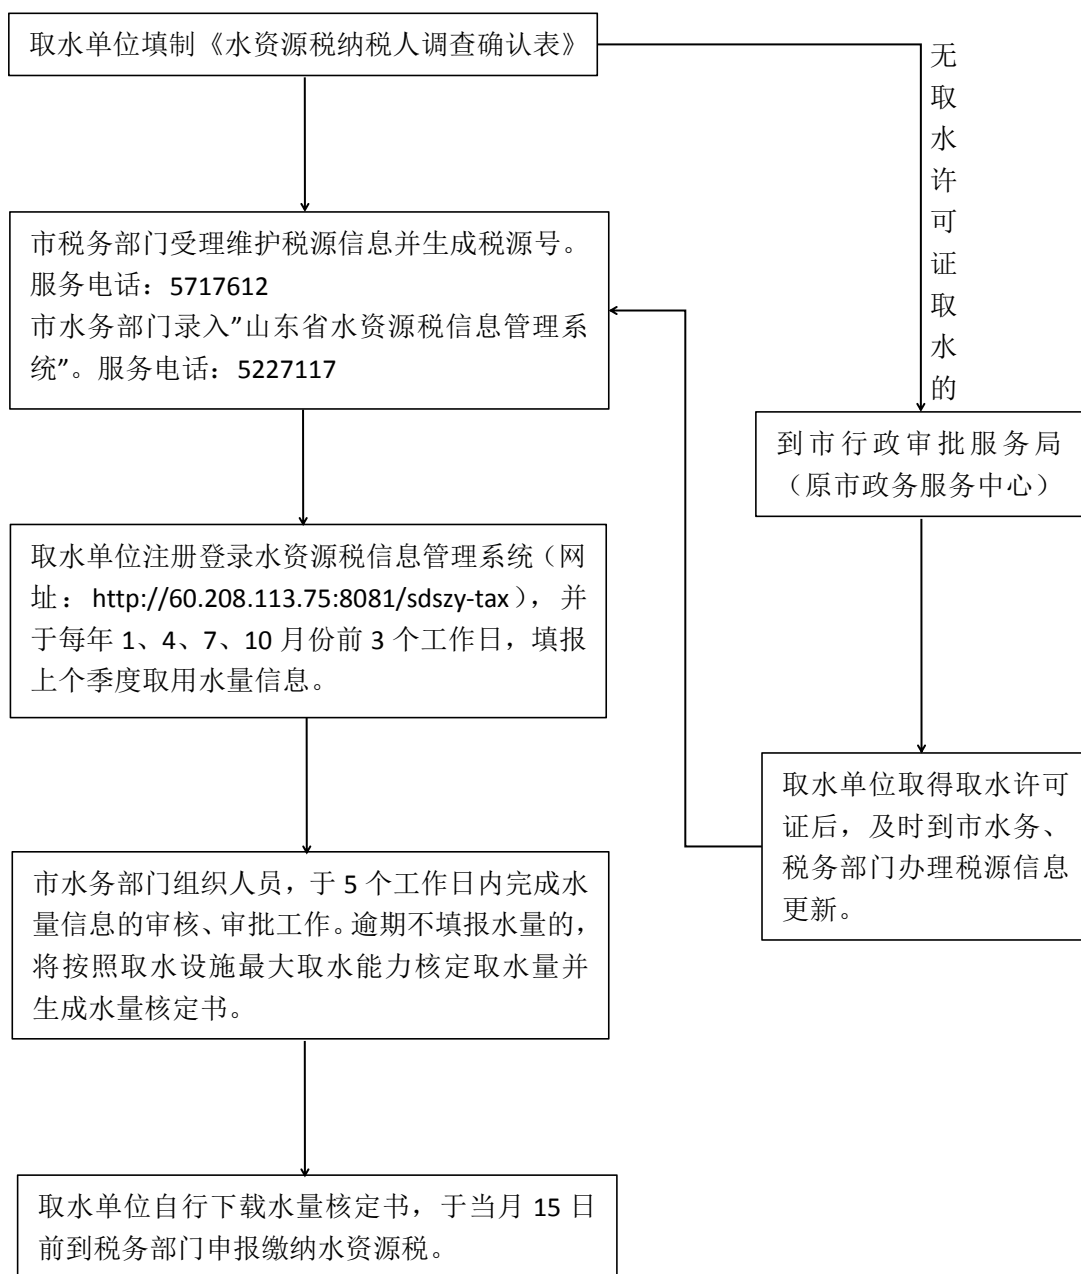 取水单位填制《水资源税纳税人调查确认表》
无取水许可证取水的
市税务部门受理维护税源信息并生成税源号。
服务电话：5717612
市水务部门录入”山东省水资源税信息管理系
统”。服务电话：5227117
到市行政审批服务局
（原市政务服务中心）
取水单位注册登录水资源税信息管理系统（网
址：http://60.208.113.75:8081/sdszy-tax），并
于每年 1、4、7、10 月份前 3 个工作日，填报
上个季度取用水量信息。
取水单位取得取水许可
证后，及时到市水务、
税务部门办理税源信息
更新。
市水务部门组织人员，于 5 个工作日内完成水
量信息的审核、审批工作。逾期不填报水量的，
将按照取水设施最大取水能力核定取水量并
生成水量核定书。
取水单位自行下载水量核定书，于当月 15 日
前到税务部门申报缴纳水资源税。